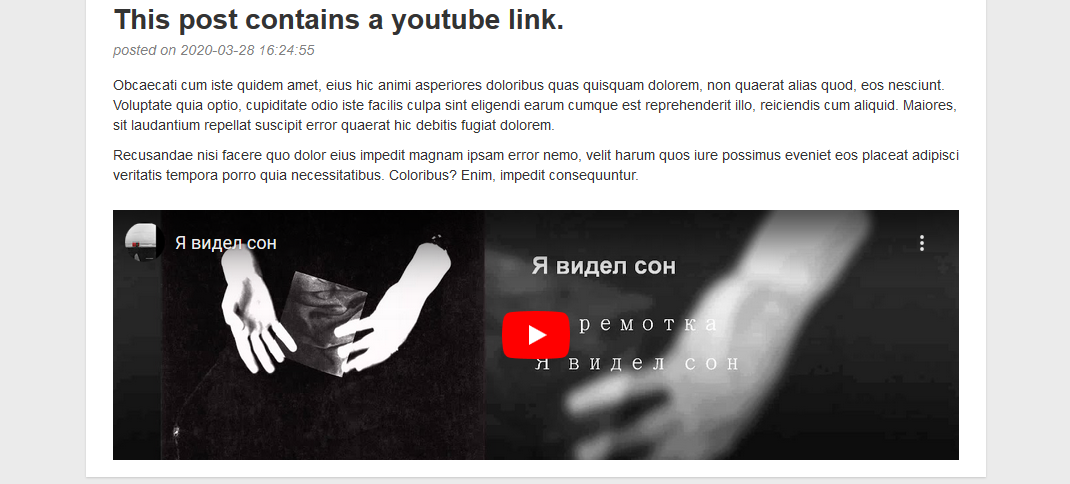 This post contains a youtube link.
posted on 2020-03-28 16:24:55
Obcaecati cum iste quidem amet, eius hic animi asperiores doloribus quas quisquam dolorem, non quaerat alias quod, eos nesciunt.
Voluptate quia optio, cupiditate odio iste facilis culpa sint eligendi earum cumque est reprehenderit illo, reiciendis cum aliquid. Maiores,
sit laudantium repellat suscipit error quaerat hic debitis fugiat dolorem.
Recusandae nisi facere quo dolor eius impedit magnam ipsam error nemo, velit harum quos iure possimus eveniet eos placeat adipisci
veritatis tempora porro quia necessitatibus. Coloribus? Enim, impedit consequuntur.
Я видел сон
Я видел сон
ремотка
Я видел сон